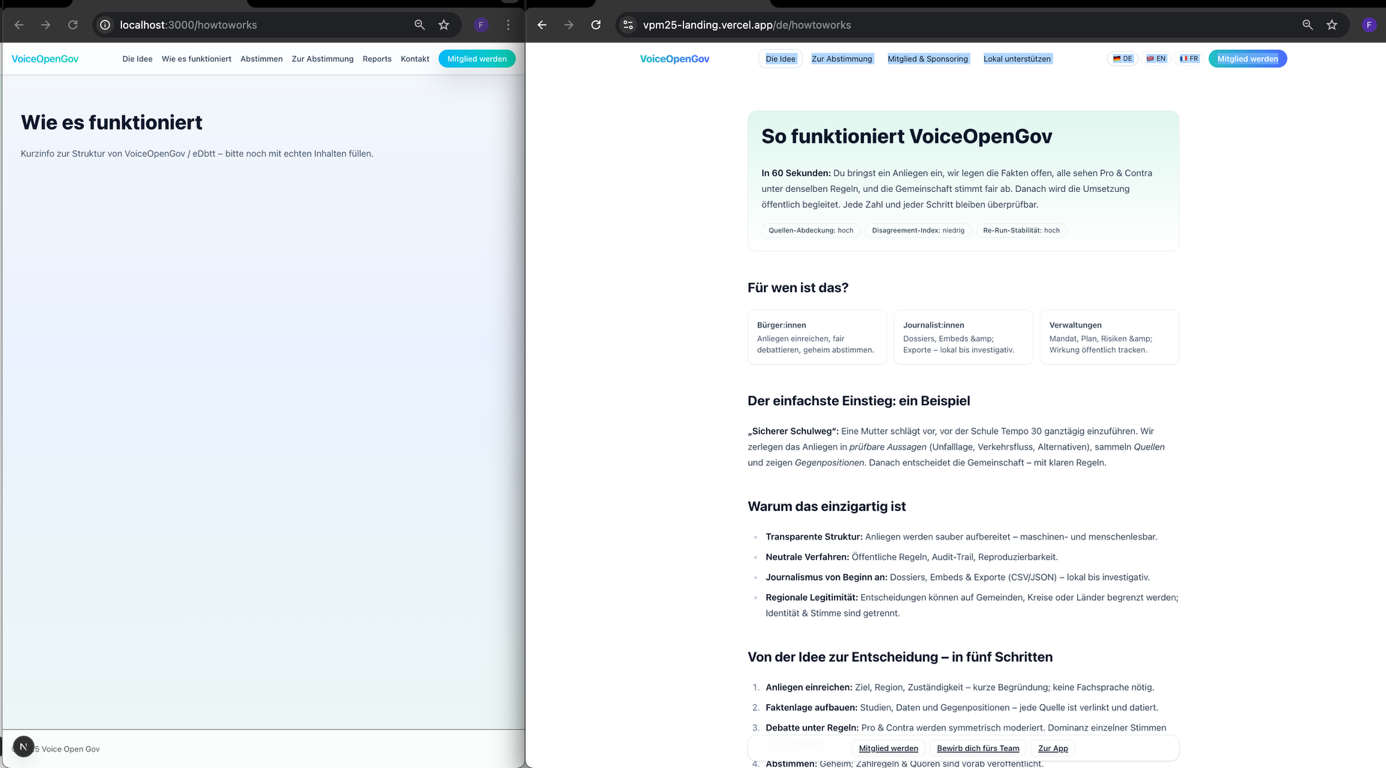 localhost:3000/howtoworks
VoiceOpenGov
Die Idee
Wie es funktioniert
Abstimmen
Zur Abstimmung
Reports
Kontakt
Mitglied werden
Wie es funktioniert
Kurzinfo zur Struktur von VoiceOpenGov / eDbtt – bitte noch mit echten Inhalten füllen.
N
5 Voice Open Gov
F
vpm25-landing.vercel.app/de/howtoworks
F
VoiceOpenGov
Die Idee
Zur Abstimmung
Mitglied & Sponsoring
Lokal unterstützen
DE
EN
FR
Mitglied werden
So funktioniert VoiceOpenGov
In 60 Sekunden: Du bringst ein Anliegen ein, wir legen die Fakten offen, alle sehen Pro & Contra
unter denselben Regeln, und die Gemeinschaft stimmt fair ab. Danach wird die Umsetzung
öffentlich begleitet. Jede Zahl und jeder Schritt bleiben überprüfbar.
Quellen-Abdeckung: hoch
Disagreement-Index: niedrig
Re-Run-Stabilität: hoch
Für wen ist das?
Bürger:innen
Anliegen einreichen, fair
debattieren, geheim abstimmen.
Journalist:innen
Dossiers, Embeds &amp;
Exporte – lokal bis investigativ.
Verwaltungen
Mandat, Plan, Risiken &amp;
Wirkung öffentlich tracken.
Der einfachste Einstieg: ein Beispiel
„Sicherer Schulweg“: Eine Mutter schlägt vor, vor der Schule Tempo 30 ganztägig einzuführen. Wir
zerlegen das Anliegen in prüfbare Aussagen (Unfalllage, Verkehrsfluss, Alternativen), sammeln Quellen
und zeigen Gegenpositionen. Danach entscheidet die Gemeinschaft – mit klaren Regeln.
Warum das einzigartig ist
Transparente Struktur: Anliegen werden sauber aufbereitet – maschinen- und menschenlesbar.
Neutrale Verfahren: Öffentliche Regeln, Audit-Trail, Reproduzierbarkeit.
Journalismus von Beginn an: Dossiers, Embeds & Exporte (CSV/JSON) – lokal bis investigativ.
Regionale Legitimität: Entscheidungen können auf Gemeinden, Kreise oder Länder begrenzt werden;
Identität & Stimme sind getrennt.
Von der Idee zur Entscheidung – in fünf Schritten
1. Anliegen einreichen: Ziel, Region, Zuständigkeit – kurze Begründung; keine Fachsprache nötig.
2. Faktenlage aufbauen: Studien, Daten und Gegenpositionen – jede Quelle ist verlinkt und datiert.
3. Debatte unter Regeln: Pro & Contra werden symmetrisch moderiert. Dominanz einzelner Stimmen
Mitglied werden
Bewirb dich fürs Team
Zur App
4. Abstimmen: Geheim; Zählregeln & Quoren sind vorab veröffentlicht.